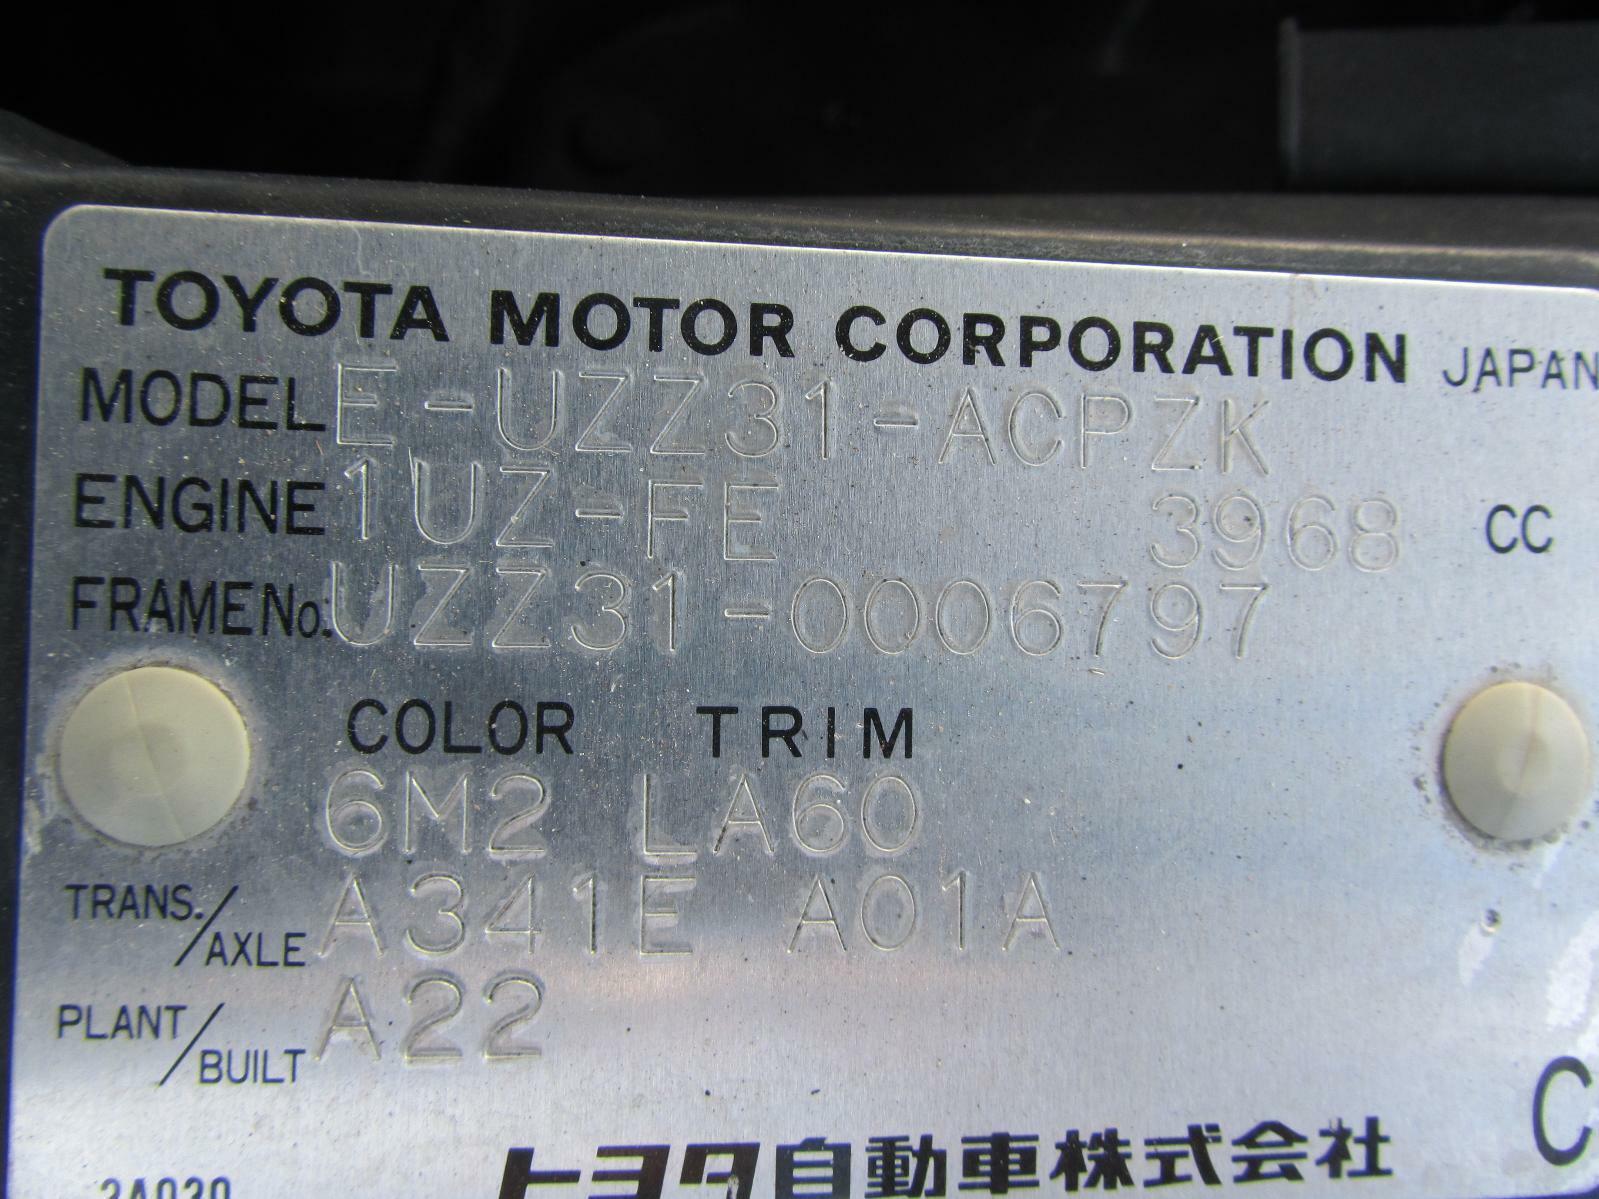 TOYOTA MOTOR CORPORATION JAPAN
MODEL E-UZZ31-ACPZK
ENGINE 1UZ-FE 3968 CC
FRAME No. UZZ31-0006797
COLOR TRIM
6M2 LA60
TRANS./AXLE A341E A01A
PLANT/BUILT A22
C
トヨタ自動車株式会社